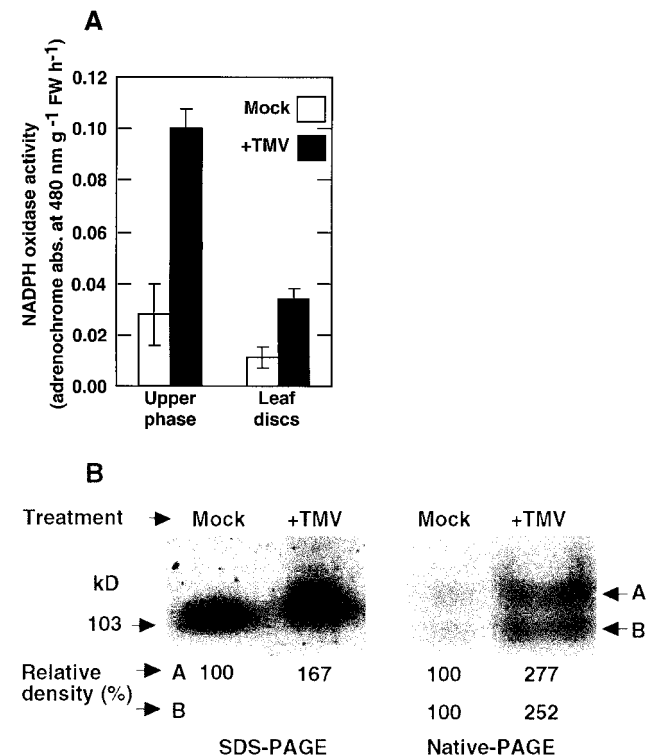 A
NADPH oxidase activity
(adrenochrome abs. at 480 nm g⁻¹ FW h⁻¹)
0.12
0.10
0.08
0.06
0.04
0.02
0.00
Mock
+TMV
Upper
phase
Leaf
discs
B
Treatment Mock +TMV Mock +TMV
kD
103
A
B
Relative
density (%)
A 100 167 100 277
B 100 252
SDS-PAGE Native-PAGE